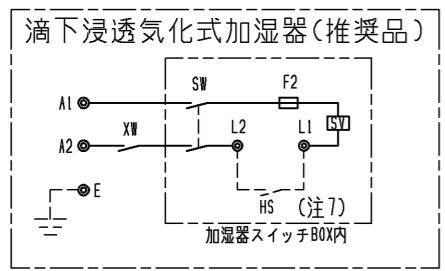 滴下浸透気化式加湿器(推奨品)
SW
F2
A1
SV
XW
L2
L1
A2
E
HS
(注7)
加湿器スイッチBOX内